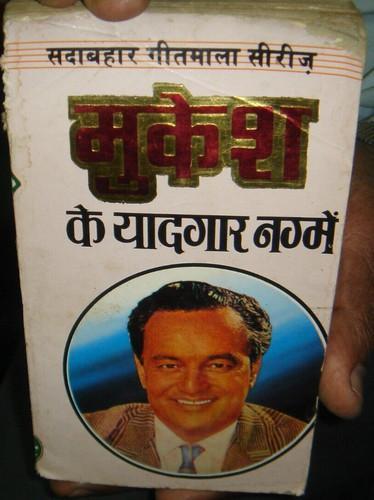 सदाबहार गीतमाला सीरीज़
मुकेश
के यादगार नग्में